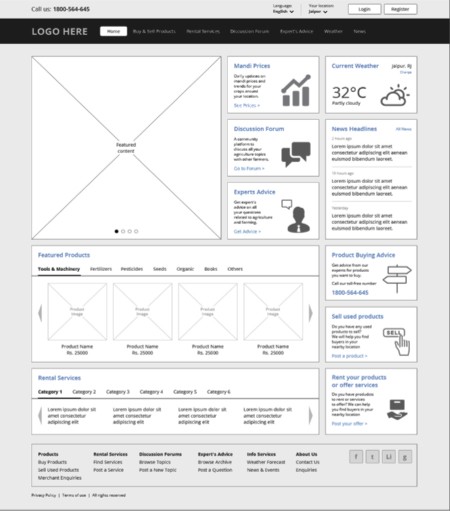 Call us: 1800-564-645
Language: English
Your location Jaipur
Login
Register
LOGO HERE
Home
Buy & Sell Products
Rental Services
Discussion Forum
Expert's Advice
Weather
News
Featured
content
Mandi Prices
Daily updates on
mandi prices and
trends for your
crops around
your location.
See Prices >
Current Weather
Jaipur, RJ
Change
32°C
Partly cloudy
Discussion Forum
A community
platform to
discuss all your
agriculture topics
with other farmers.
Go to Forum >
News Headlines
All News
2 hours ago
Lorem ipsum dolor sit amet
consectetur adipiscing elit aenean
euismod bibendum laoreet.
10 hours ago
Lorem ipsum dolor sit amet
consectetur adipiscing elit aenean
euismod bibendum laoreet.
Yesterday
Lorem ipsum dolor sit amet
consectetur adipiscing elit aenean
euismod bibendum laoreet.
Experts Advice
Get expert's
advice on all
your questions
related to agriculture
and farming.
Get advice >
Featured Products
Tools & Machinery
Fertilizers
Pesticides
Seeds
Organic
Books
Others
Product
Image
Product
Image
Product
Image
Product
Image
Product Name
Rs. 25000
Product Name
Rs. 25000
Product Name
Rs. 25000
Product Name
Rs. 25000
Product Buying Advice
Get advice from our
experts for products
you want to buy.
Call our toll-free number
1800-564-645
Sell used products
Do you have any used
products to sell?
We will help you find
buyers in your
nearby location
Post a product >
SELL
Rental Services
Category 1
Category 2
Category 3
Category 4
Category 5
Category 6
Lorem ipsum dolor sit
amet consectetur
adipiscing elit
Lorem ipsum dolor sit
amet consectetur
adipiscing elit
Lorem ipsum dolor sit
amet consectetur
adipiscing elit
Lorem ipsum dolor sit
amet consectetur
adipiscing elit
Rent your products
or offer services
Do you have products
to rent or services
to offer? We can help
you find buyers in your
nearby location
Post your offer >
Products
Buy Products
Sell Used Products
Merchant Enquiries
Rental Services
Find Services
Post a Service
Discussion Forums
Browse Topics
Post a New Topic
Expert's Advice
Browse Archive
Post a Question
Info Services
Weather Forecast
News & Events
About Us
Contact Us
Enquiries
f
t
Li
g
Privacy Policy | Terms of use | All rights reserved